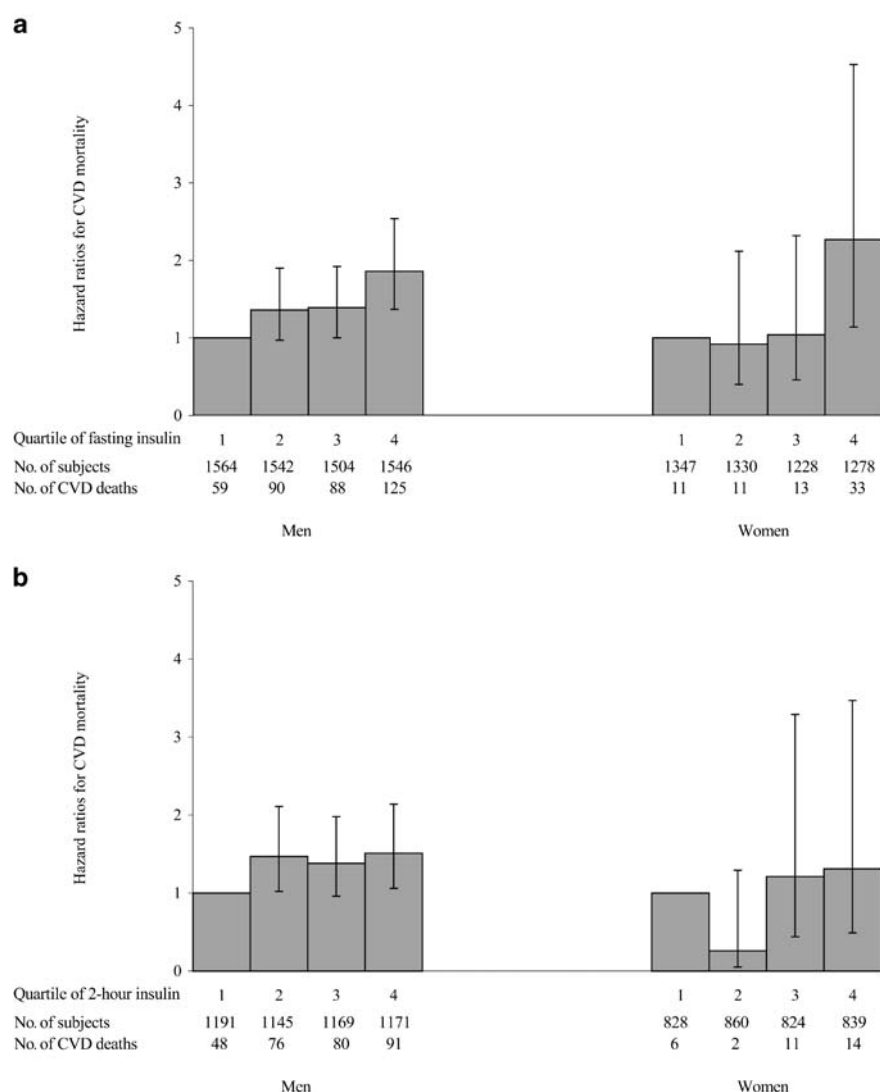 a
5
4
3
2
1
0
Hazard ratios for CVD mortality
Quartile of fasting insulin 1 2 3 4 1 2 3 4
No. of subjects 1564 1542 1504 1546 1347 1330 1228 1278
No. of CVD deaths 59 90 88 125 11 11 13 33
Men Women
b
5
4
3
2
1
0
Hazard ratios for CVD mortality
Quartile of 2-hour insulin 1 2 3 4 1 2 3 4
No. of subjects 1191 1145 1169 1171 828 860 824 839
No. of CVD deaths 48 76 80 91 6 2 11 14
Men Women